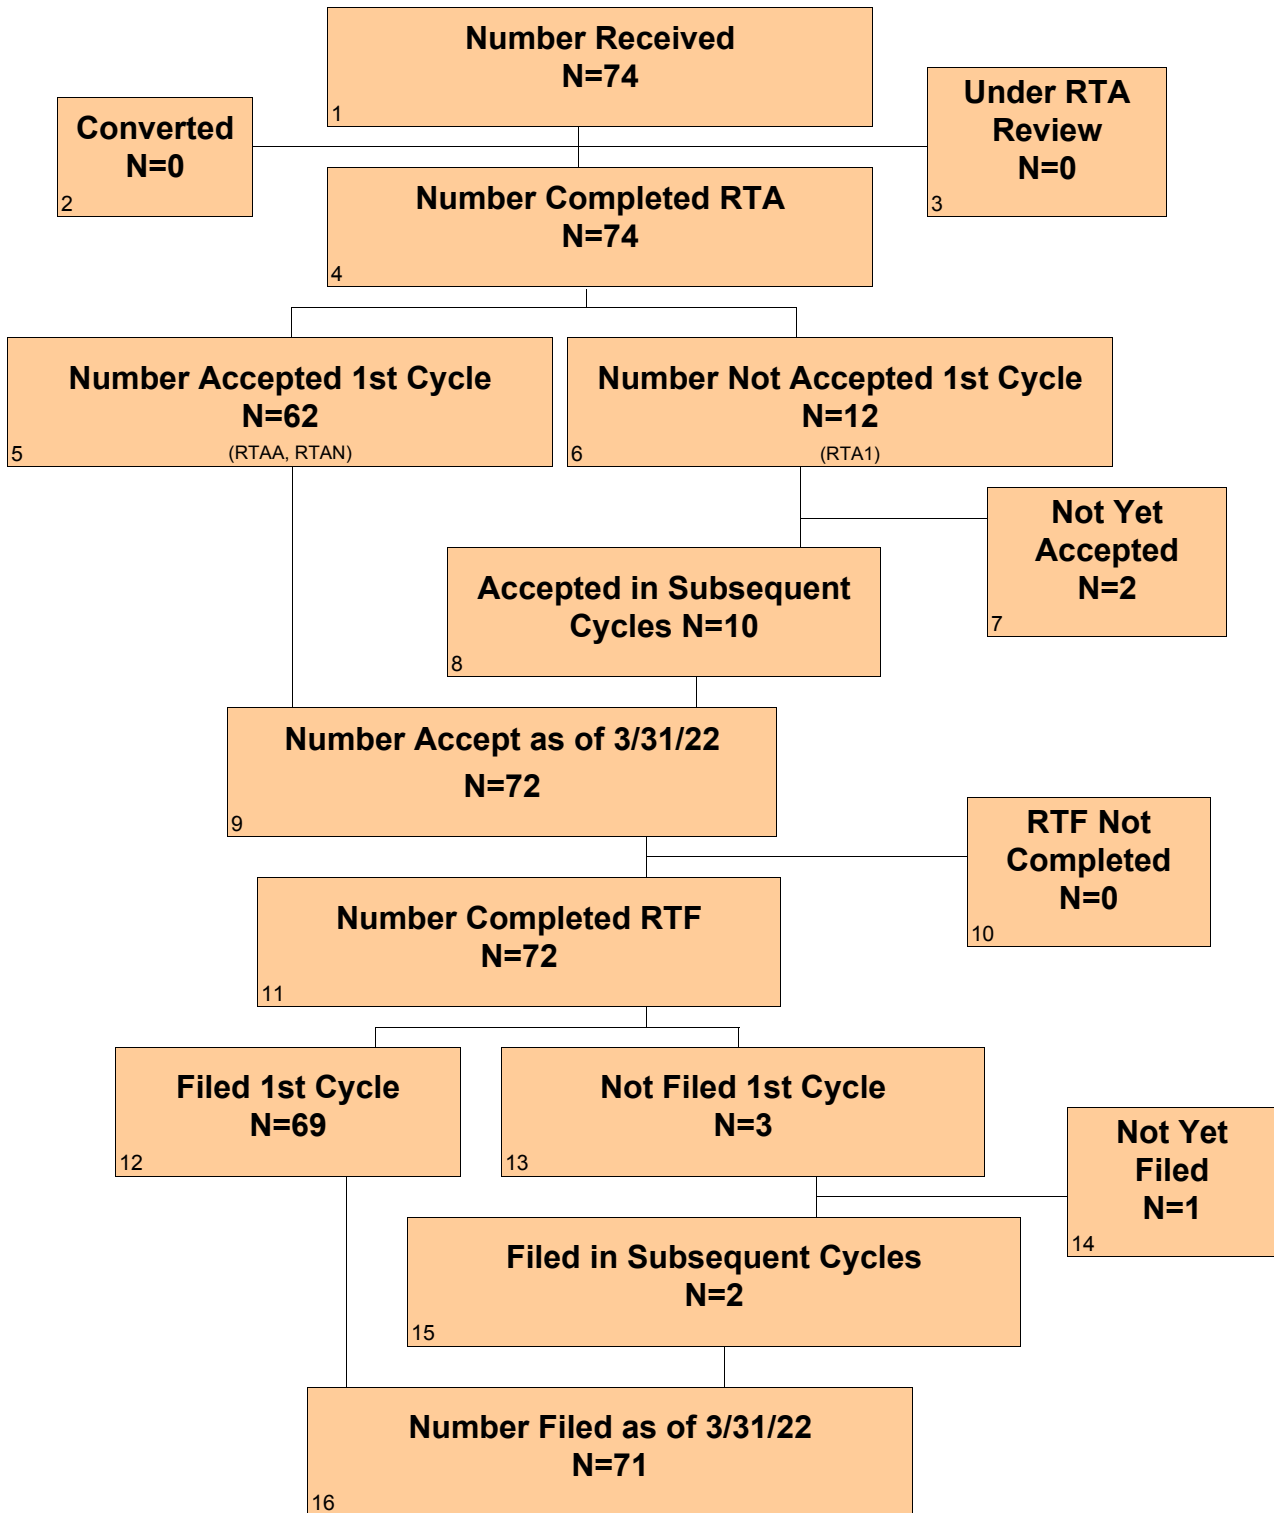 Number Received
N=74
1
Converted
N=0
2
Under RTA
Review
N=0
3
Number Completed RTA
N=74
4
Number Accepted 1st Cycle
N=62
(RTAA, RTAN)
5
Number Not Accepted 1st Cycle
N=12
(RTA1)
6
Not Yet
Accepted
N=2
7
Accepted in Subsequent
Cycles N=10
8
Number Accept as of 3/31/22
N=72
9
RTF Not
Completed
N=0
10
Number Completed RTF
N=72
11
Filed 1st Cycle
N=69
12
Not Filed 1st Cycle
N=3
13
Not Yet
Filed
N=1
14
Filed in Subsequent Cycles
N=2
15
Number Filed as of 3/31/22
N=71
16